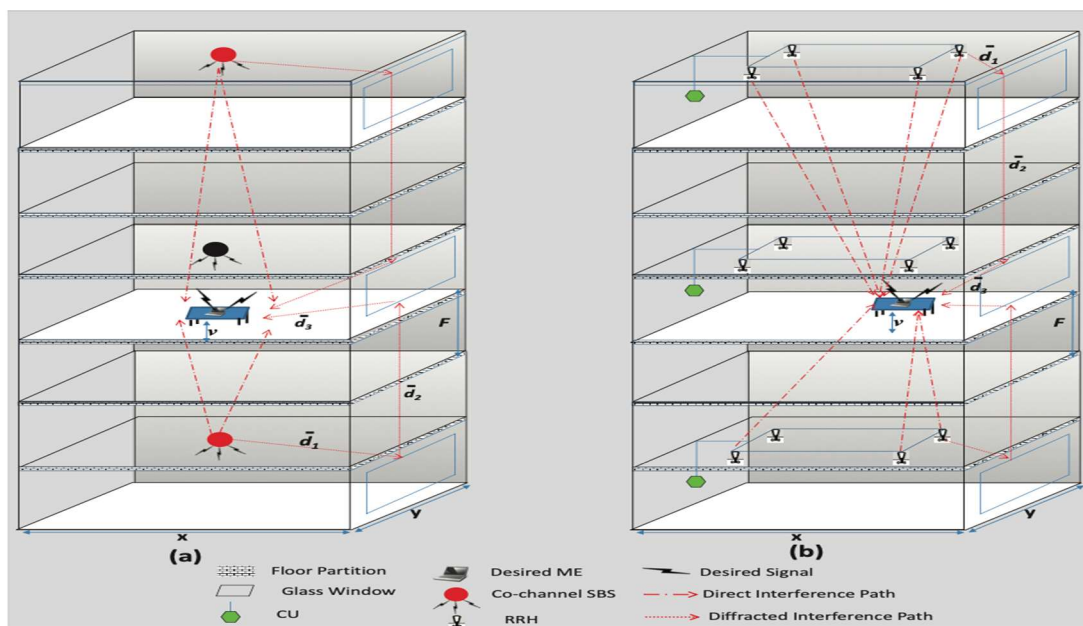 d̄₁
d̄₂
d̄₃
v
F
d̄₃
d̄₂
d̄₁
v
F
y
x
y
x
(a)
(b)
Floor Partition
Desired ME
Desired Signal
Glass Window
Co-channel SBS
Direct Interference Path
CU
RRH
Diffracted Interference Path